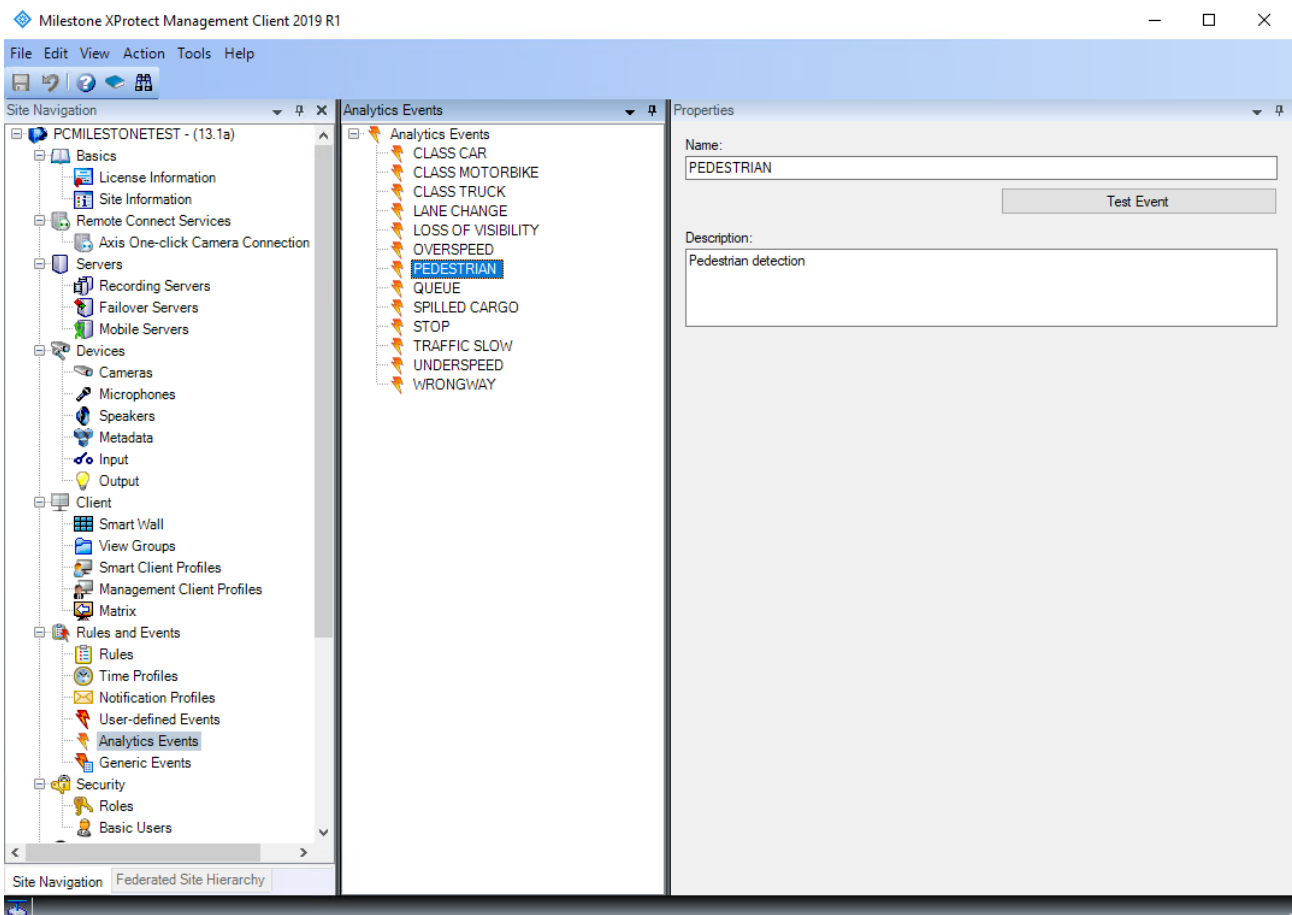 Milestone XProtect Management Client 2019 R1
File Edit View Action Tools Help
Site Navigation
PCMILESTONETEST - (13.1a)
Basics
License Information
Site Information
Remote Connect Services
Axis One-click Camera Connection
Servers
Recording Servers
Failover Servers
Mobile Servers
Devices
Cameras
Microphones
Speakers
Metadata
Input
Output
Client
Smart Wall
View Groups
Smart Client Profiles
Management Client Profiles
Matrix
Rules and Events
Rules
Time Profiles
Notification Profiles
User-defined Events
Analytics Events
Generic Events
Security
Roles
Basic Users
Site Navigation
Federated Site Hierarchy
Analytics Events
Analytics Events
CLASS CAR
CLASS MOTORBIKE
CLASS TRUCK
LANE CHANGE
LOSS OF VISIBILITY
OVERSPEED
PEDESTRIAN
QUEUE
SPILLED CARGO
STOP
TRAFFIC SLOW
UNDERSPEED
WRONGWAY
Properties
Name:
PEDESTRIAN
Test Event
Description:
Pedestrian detection